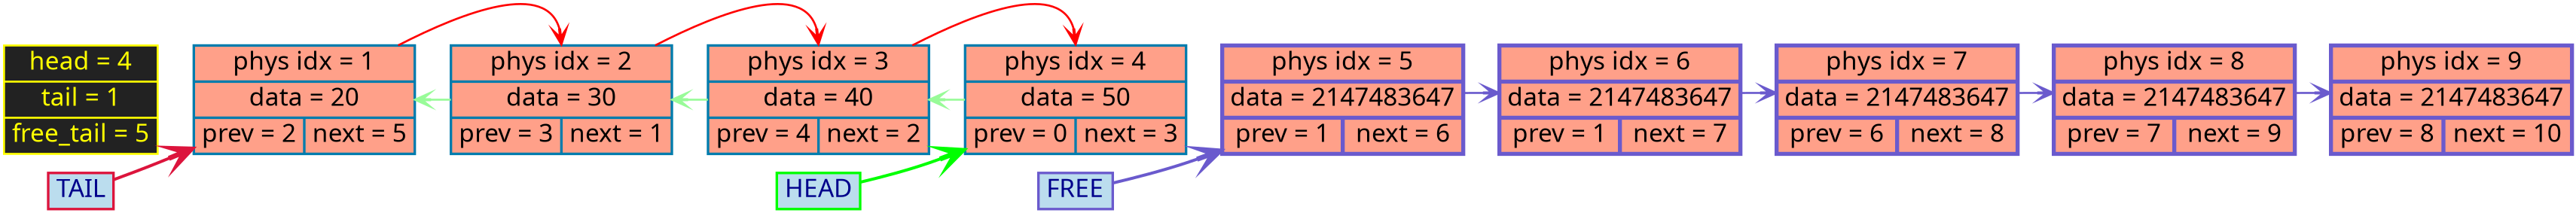 head = 4
tail = 1
free_tail = 5
phys idx = 1
data = 20
prev = 2 next = 5
phys idx = 2
data = 30
prev = 3 next = 1
phys idx = 3
data = 40
prev = 4 next = 2
phys idx = 4
data = 50
prev = 0 next = 3
phys idx = 5
data = 2147483647
prev = 1 next = 6
phys idx = 6
data = 2147483647
prev = 1 next = 7
phys idx = 7
data = 2147483647
prev = 6 next = 8
phys idx = 8
data = 2147483647
prev = 7 next = 9
phys idx = 9
data = 2147483647
prev = 8 next = 10
TAIL
HEAD
FREE